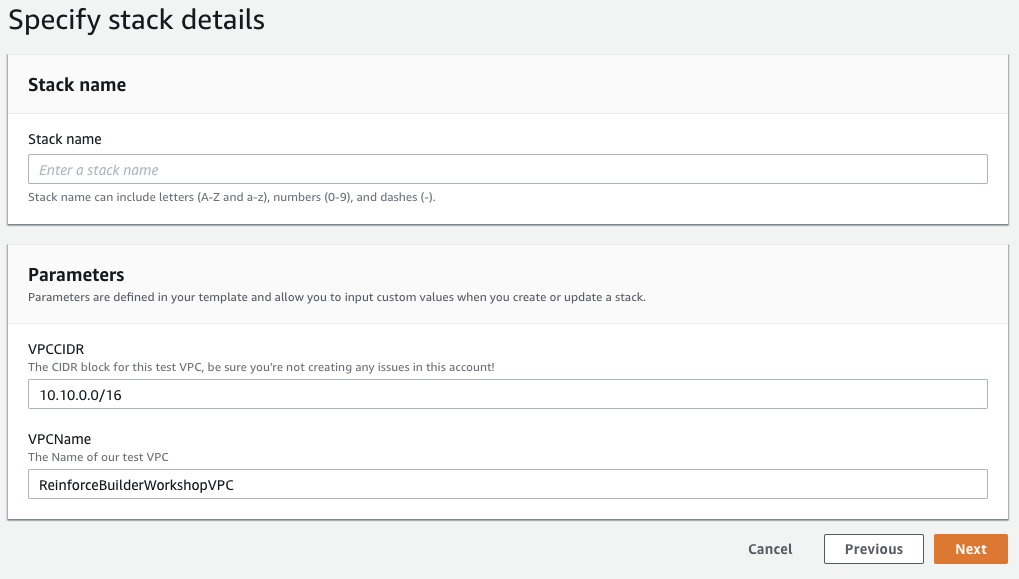 Specify stack details
Stack name
Stack name
Enter a stack name
Stack name can include letters (A-Z and a-z), numbers (0-9), and dashes (-).
Parameters
Parameters are defined in your template and allow you to input custom values when you create or update a stack.
VPCCIDR
The CIDR block for this test VPC, be sure you're not creating any issues in this account!
10.10.0.0/16
VPCName
The Name of our test VPC
ReinforceBuilderWorkshopVPC
Cancel Previous Next